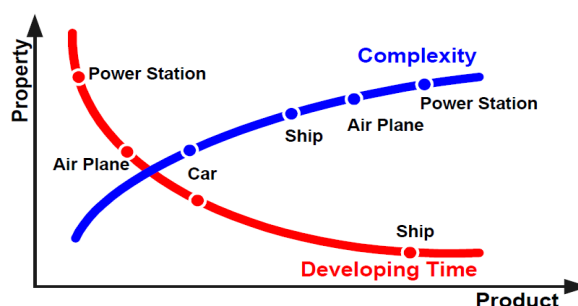 Property
Complexity
Power Station
Power Station
Air Plane
Ship
Air Plane
Car
Ship
Developing Time
Product